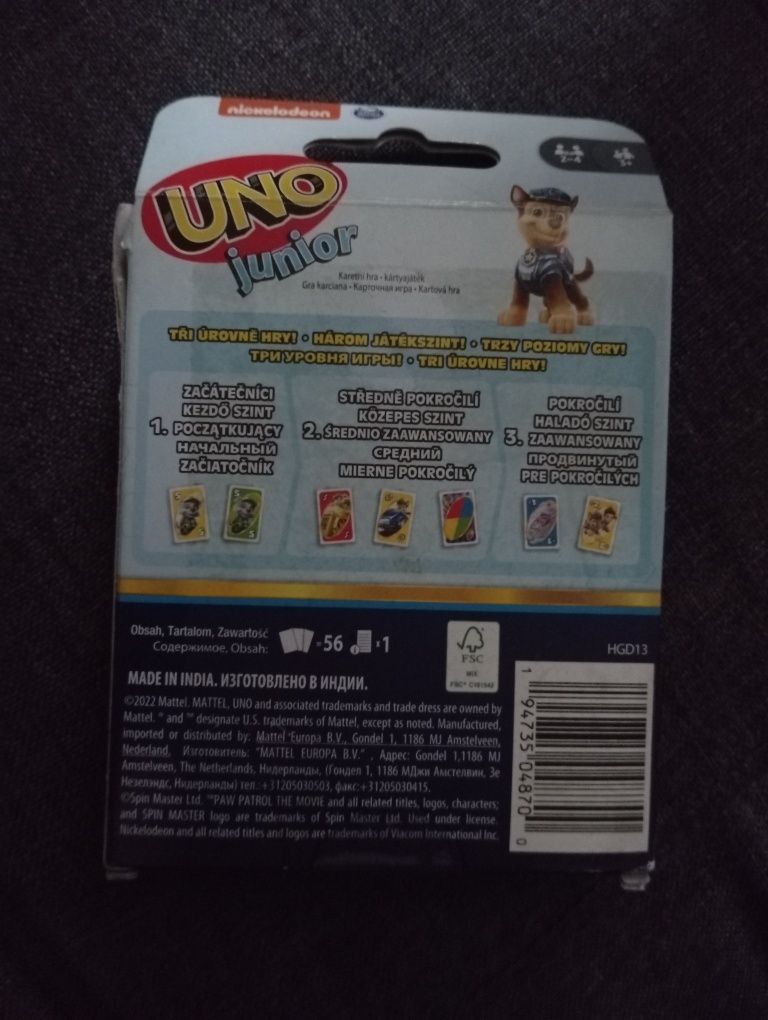 nickelodeon
2-4
5+
UNO
junior
Karetní hra • kártyajáték
Gra karciana • Карточная игра • Kartová hra
TŘI ÚROVNĚ HRY! • HÁROM JÁTÉKSZINT! • TRZY POZIOMY GRY!
ТРИ УРОВНЯ ИГРЫ! • TRI ÚROVNE HRY!
1.
ZAČÁTEČNÍCI
KEZDŐ SZINT
POCZĄTKUJĄCY
НАЧАЛЬНЫЙ
ZAČIATOČNÍK
2.
STŘEDNĚ POKROČILÍ
KÖZEPES SZINT
ŚREDNIO ZAAWANSOWANY
СРЕДНИЙ
MIERNE POKROČILÝ
3.
POKROČILÍ
HALADÓ SZINT
ZAAWANSOWANY
ПРОДВИНУТЫЙ
PRE POKROČILÝCH
Obsah, Tartalom, Zawartość
Содержимое, Obsah:
=56
x1
FSC
MIX
FSC® C101542
HGD13
MADE IN INDIA. ИЗГОТОВЛЕНО В ИНДИИ.
©2022 Mattel. MATTEL, UNO and associated trademarks and trade dress are owned by
Mattel. ® and ™ designate U.S. trademarks of Mattel, except as noted. Manufactured,
imported or distributed by: Mattel Europa B.V., Gondel 1, 1186 MJ Amstelveen,
Nederland. Изготовитель: "MATTEL EUROPA B.V." , Адрес: Gondel 1,1186 MJ
Amstelveen, The Netherlands, Нидерланды, (Гондел 1, 1186 МДжи Амстелвин, Зе
Незелэндс, Нидерланды) тел.:+31205030503, факс:+31205030415.
©Spin Master Ltd. ™PAW PATROL THE MOVIE and all related titles, logos, characters;
and SPIN MASTER logo are trademarks of Spin Master Ltd. Used under license.
Nickelodeon and all related titles and logos are trademarks of Viacom International Inc.
1 94735 04870 0